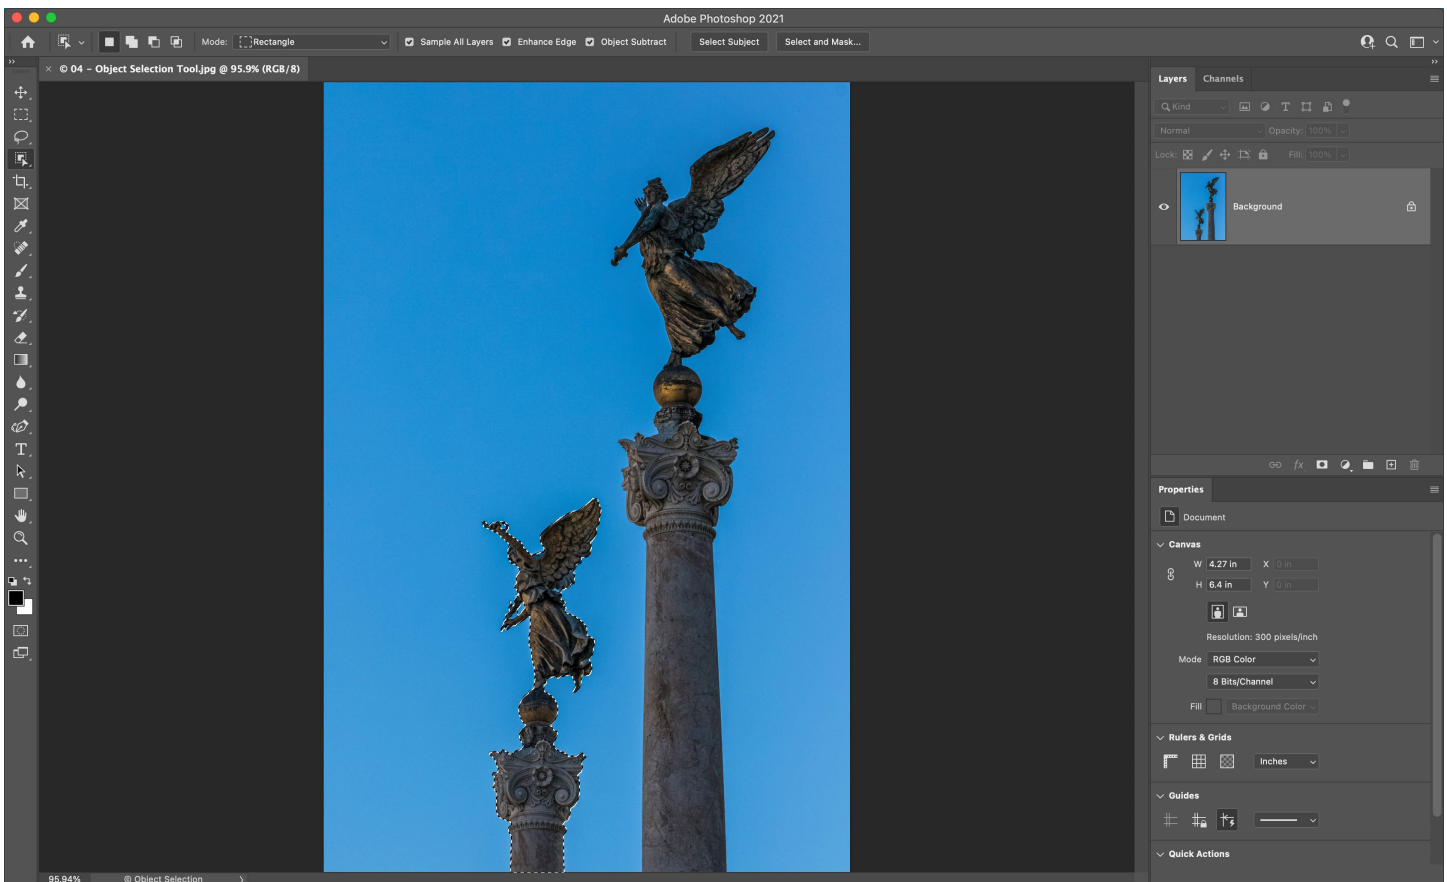 Adobe Photoshop 2021
Mode: Rectangle Sample All Layers Enhance Edge Object Subtract Select Subject Select and Mask...
× © 04 – Object Selection Tool.jpg @ 95.9% (RGB/8)
Layers Channels
Kind
Normal Opacity: 100%
Lock: Fill: 100%
Background
fx
Properties
Document
Canvas
W 4.27 in X 0 in
H 6.4 in Y 0 in
Resolution: 300 pixels/inch
Mode RGB Color
8 Bits/Channel
Fill Background Color
Rulers & Grids
Inches
Guides
Quick Actions
95.94% © Object Selection